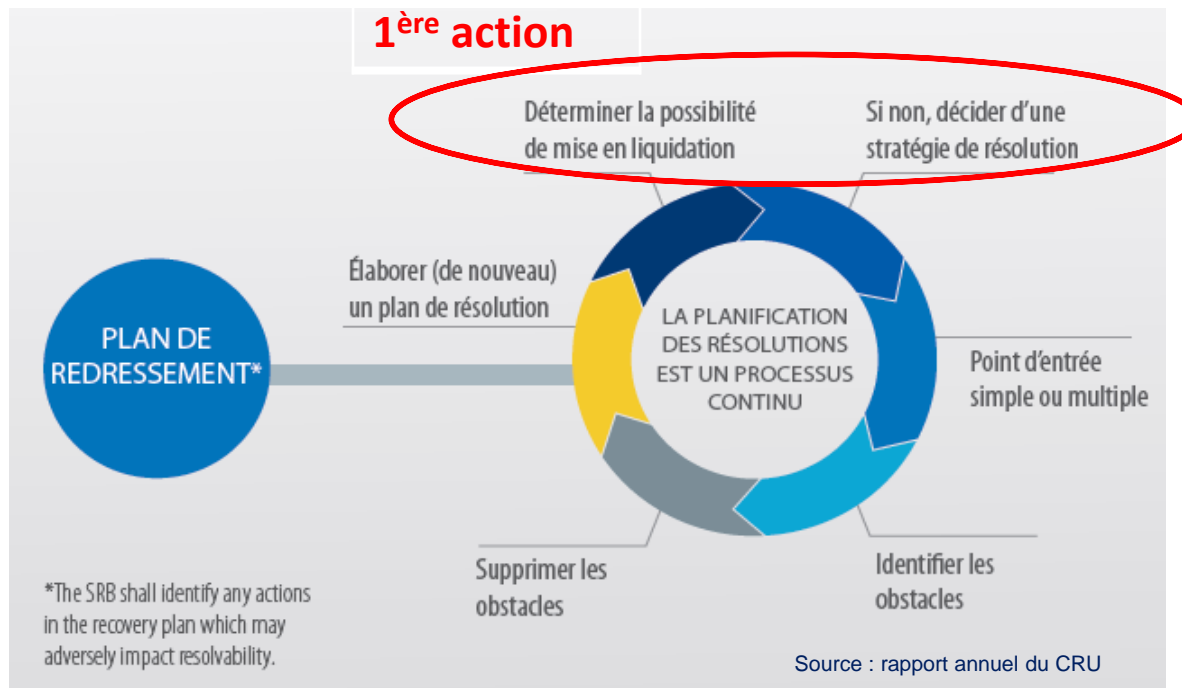 1ère action
Déterminer la possibilité
de mise en liquidation
Si non, décider d'une
stratégie de résolution
Élaborer (de nouveau)
un plan de résolution
PLAN DE
REDRESSEMENT*
LA PLANIFICATION
DES RÉSOLUTIONS
EST UN PROCESSUS
CONTINU
Point d'entrée
simple ou multiple
Supprimer les
obstacles
Identifier les
obstacles
*The SRB shall identify any actions
in the recovery plan which may
adversely impact resolvability.
Source : rapport annuel du CRU